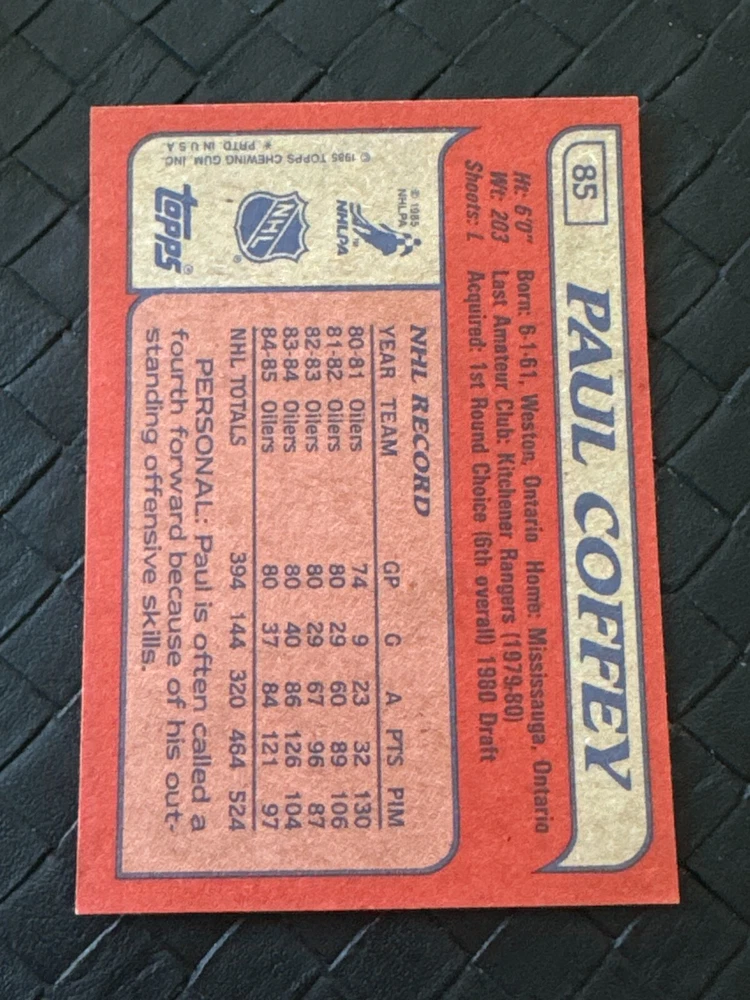 85
PAUL COFFEY
Ht: 6'0" Born: 6-1-61, Weston, Ontario Home: Mississauga, Ontario
Wt: 203 Last Amateur Club: Kitchener Rangers (1979-80)
Shoots: L Acquired: 1st Round Choice (6th overall) 1980 Draft
© 1985
NHLPA
NHLPA™
NHL®
topps®
© 1985 TOPPS CHEWING GUM, INC.
* PRTD IN U S A
NHL RECORD
YEAR TEAM GP G A PTS PIM
80-81 Oilers 74 9 23 32 130
81-82 Oilers 80 29 60 89 106
82-83 Oilers 80 29 67 96 87
83-84 Oilers 80 40 86 126 104
84-85 Oilers 80 37 84 121 97
NHL TOTALS 394 144 320 464 524
PERSONAL: Paul is often called a
fourth forward because of his out-
standing offensive skills.